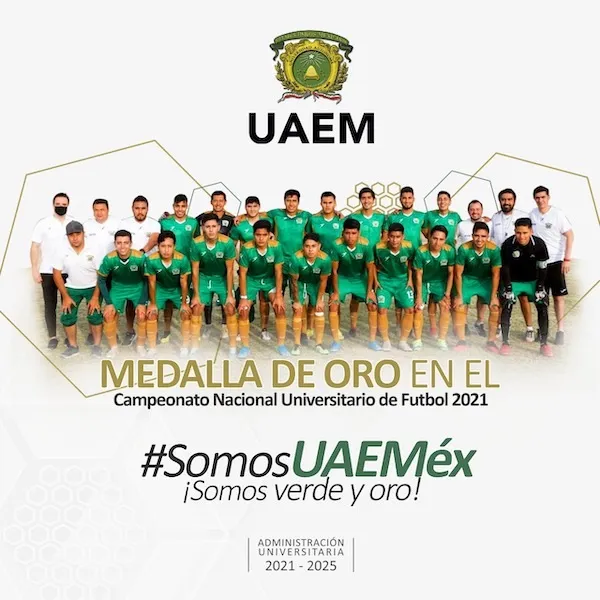 UAEM
MEDALLA DE ORO EN EL
Campeonato Nacional Universitario de Futbol 2021
#SomosUAEMéx
¡Somos verde y oro!
ADMINISTRACIÓN
UNIVERSITARIA
2021 - 2025